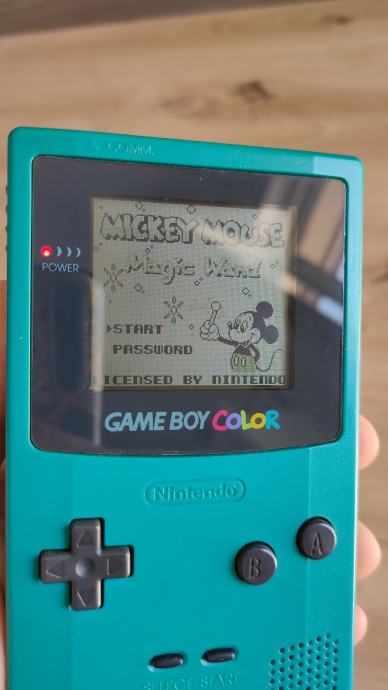 COMM.
MICKEY MOUSE
Magic Wand
POWER
START
PASSWORD
LICENSED BY NINTENDO
GAME BOY COLOR
Nintendo
B
A
SELECT START